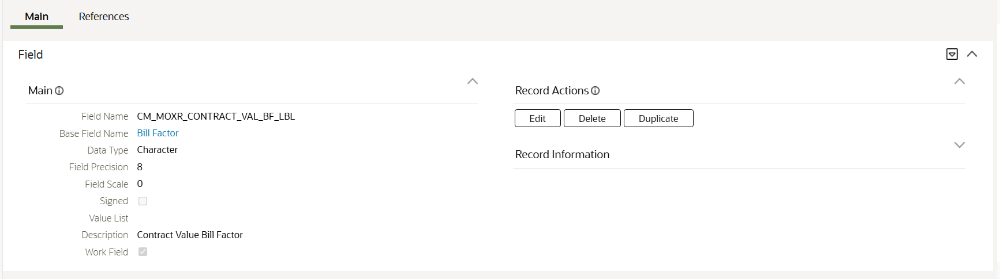 Main References
Field
Main
Field Name CM_MOXR_CONTRACT_VAL_BF_LBL
Base Field Name Bill Factor
Data Type Character
Field Precision 8
Field Scale 0
Signed
Value List
Description Contract Value Bill Factor
Work Field
Record Actions
Edit Delete Duplicate
Record Information